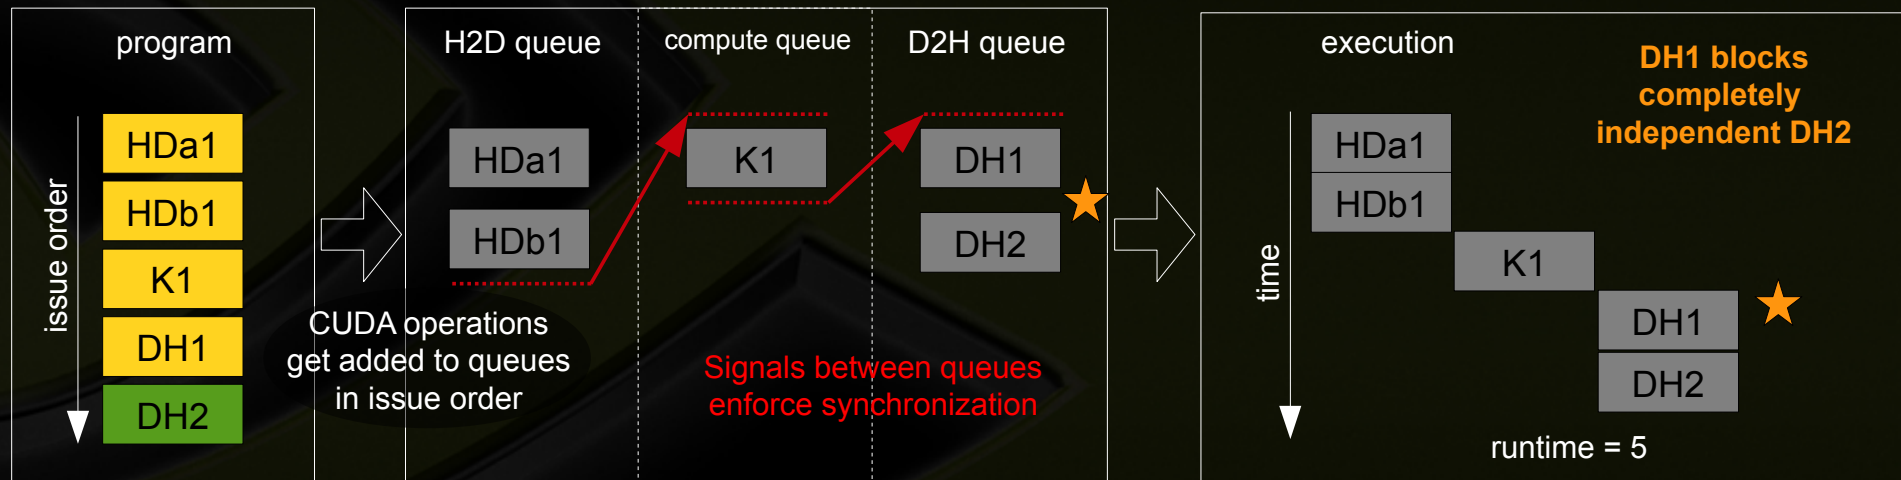 program
issue order
HDa1
HDb1
K1
DH1
DH2
H2D queue
compute queue
D2H queue
HDa1
HDb1
K1
DH1
DH2
CUDA operations
get added to queues
in issue order
Signals between queues
enforce synchronization
execution
DH1 blocks
completely
independent DH2
time
HDa1
HDb1
K1
DH1
DH2
runtime = 5